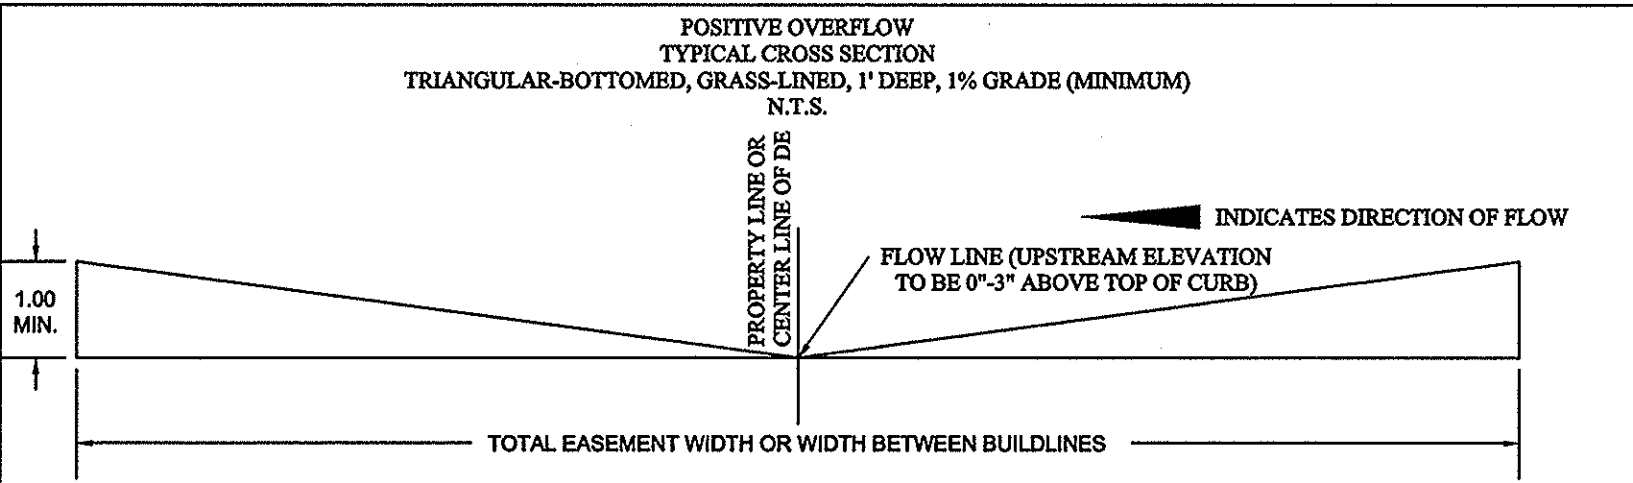 POSITIVE OVERFLOW
TYPICAL CROSS SECTION
TRIANGULAR-BOTTOMED, GRASS-LINED, 1' DEEP, 1% GRADE (MINIMUM)
N.T.S.
PROPERTY LINE OR
CENTER LINE OF DE
INDICATES DIRECTION OF FLOW
FLOW LINE (UPSTREAM ELEVATION
TO BE 0"-3" ABOVE TOP OF CURB)
1.00
MIN.
TOTAL EASEMENT WIDTH OR WIDTH BETWEEN BUILDLINES